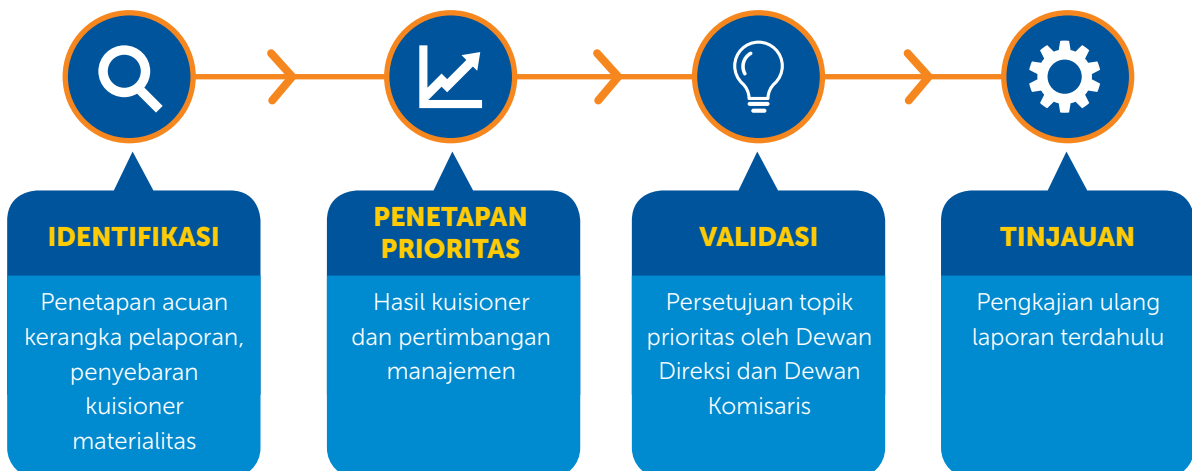 IDENTIFIKASI
Penetapan acuan
kerangka pelaporan,
penyebaran
kuisioner
materialitas
PENETAPAN
PRIORITAS
Hasil kuisioner
dan pertimbangan
manajemen
VALIDASI
Persetujuan topik
prioritas oleh Dewan
Direksi dan Dewan
Komisaris
TINJAUAN
Pengkajian ulang
laporan terdahulu